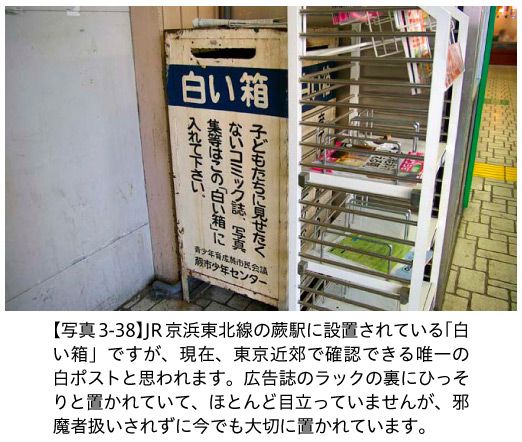 白い箱
子どもたちに見せたく
ないコミック誌、写真
集等はこの「白い箱」に
入れて下さい。
青少年育成蕨市民会議
蕨市少年センター
【写真3-38】JR京浜東北線の蕨駅に設置されている「白
い箱」ですが、現在、東京近郊で確認できる唯一の
白ポストと思われます。広告誌のラックの裏にひっそ
りと置かれていて、ほとんど目立っていませんが、邪
魔者扱いされずに今でも大切に置かれています。